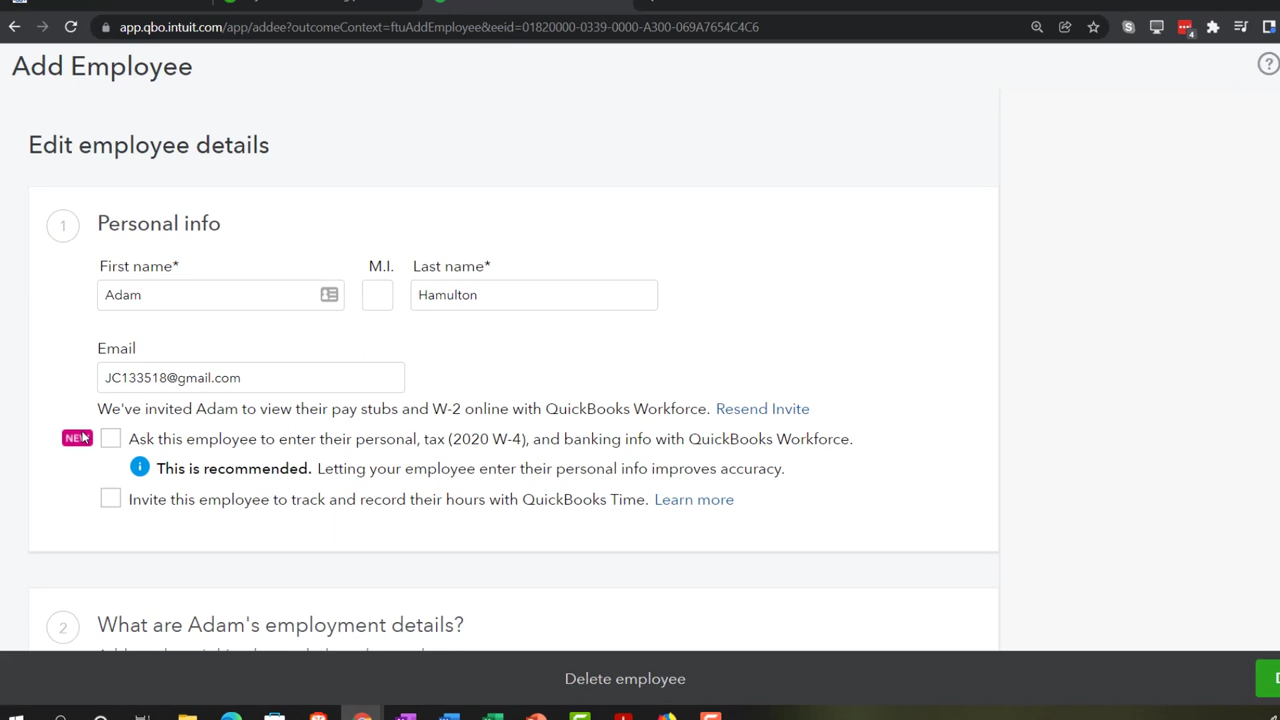 app.qbo.intuit.com/app/addee?outcomeContext=ftuAddEmployee&eeid=01820000-0339-0000-A300-069A7654C4C6
4
Add Employee
?
Edit employee details
1
Personal info
First name*
M.I.
Last name*
Adam
Hamulton
Email
JC133518@gmail.com
We've invited Adam to view their pay stubs and W-2 online with QuickBooks Workforce. Resend Invite
NEW Ask this employee to enter their personal, tax (2020 W-4), and banking info with QuickBooks Workforce.
i This is recommended. Letting your employee enter their personal info improves accuracy.
Invite this employee to track and record their hours with QuickBooks Time. Learn more
2
What are Adam's employment details?
Delete employee